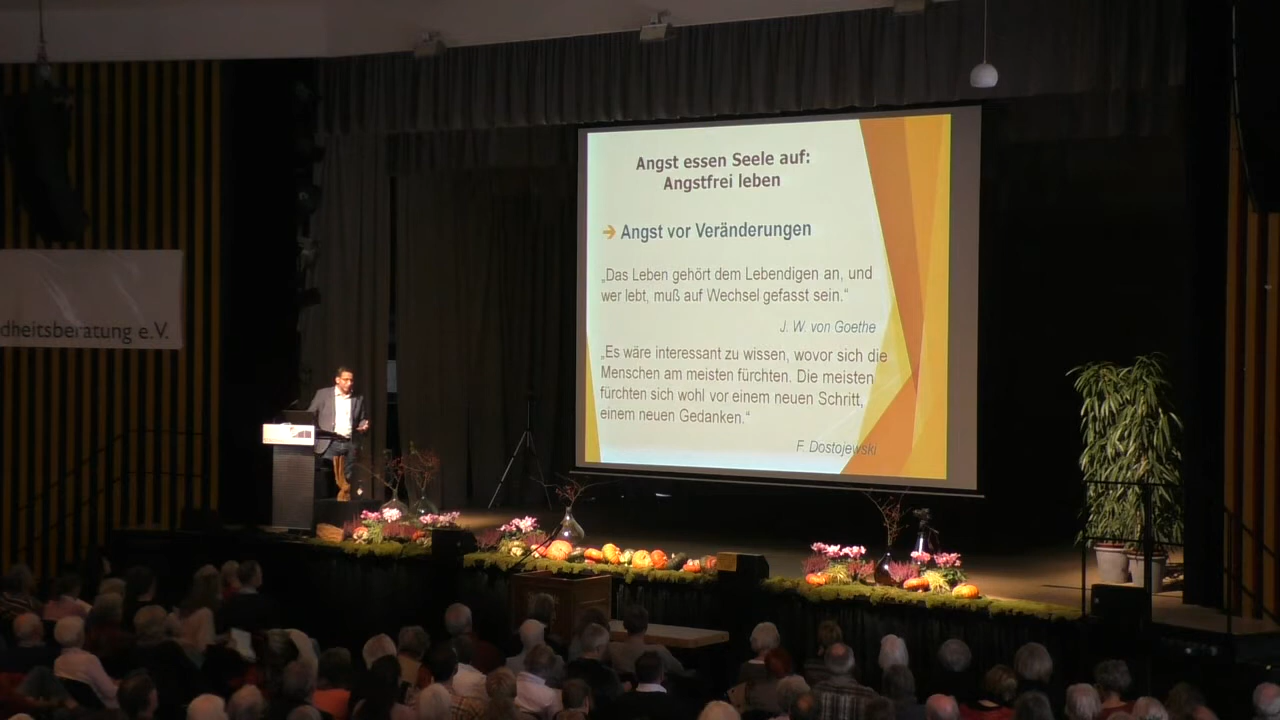 Angst essen Seele auf:
Angstfrei leben
➔ Angst vor Veränderungen
„Das Leben gehört dem Lebendigen an, und
wer lebt, muß auf Wechsel gefasst sein.“
J. W. von Goethe
„Es wäre interessant zu wissen, wovor sich die
Menschen am meisten fürchten. Die meisten
fürchten sich wohl vor einem neuen Schritt,
einem neuen Gedanken.“
F. Dostojewski
dheitsberatung e.V.